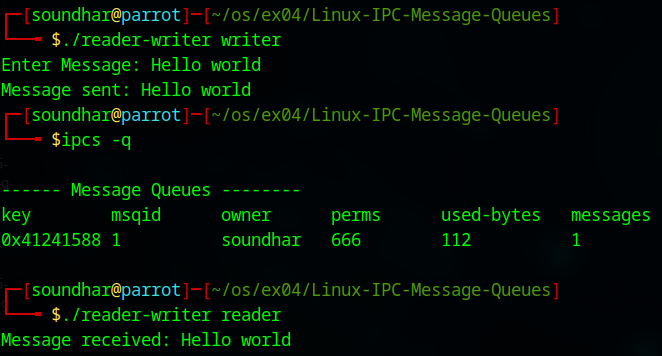 ┌─[soundhar@parrot]─[~/os/ex04/Linux-IPC-Message-Queues]
└──╼ $./reader-writer writer
Enter Message: Hello world
Message sent: Hello world
┌─[soundhar@parrot]─[~/os/ex04/Linux-IPC-Message-Queues]
└──╼ $ipcs -q
------ Message Queues --------
key        msqid      owner      perms      used-bytes   messages
0x41241588 1          soundhar   666        112          1
┌─[soundhar@parrot]─[~/os/ex04/Linux-IPC-Message-Queues]
└──╼ $./reader-writer reader
Message received: Hello world